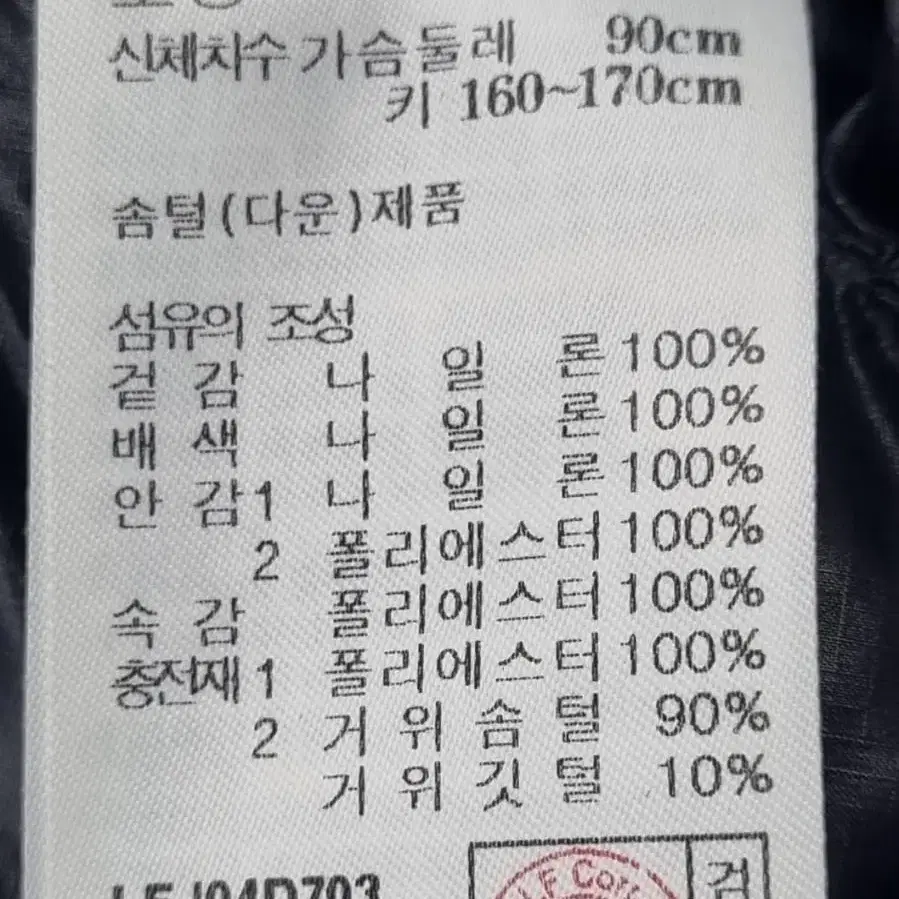 신체치수 가슴둘레 90cm
키 160~170cm
솜털(다운)제품
섬유의 조성
겉 감 나 일 론 100%
배 색 나 일 론 100%
안 감1 나 일 론 100%
2 폴리에스터 100%
속 감 폴리에스터 100%
충전재1 폴리에스터 100%
2 거 위 솜 털 90%
거 위 깃 털 10%
LF Corp
검